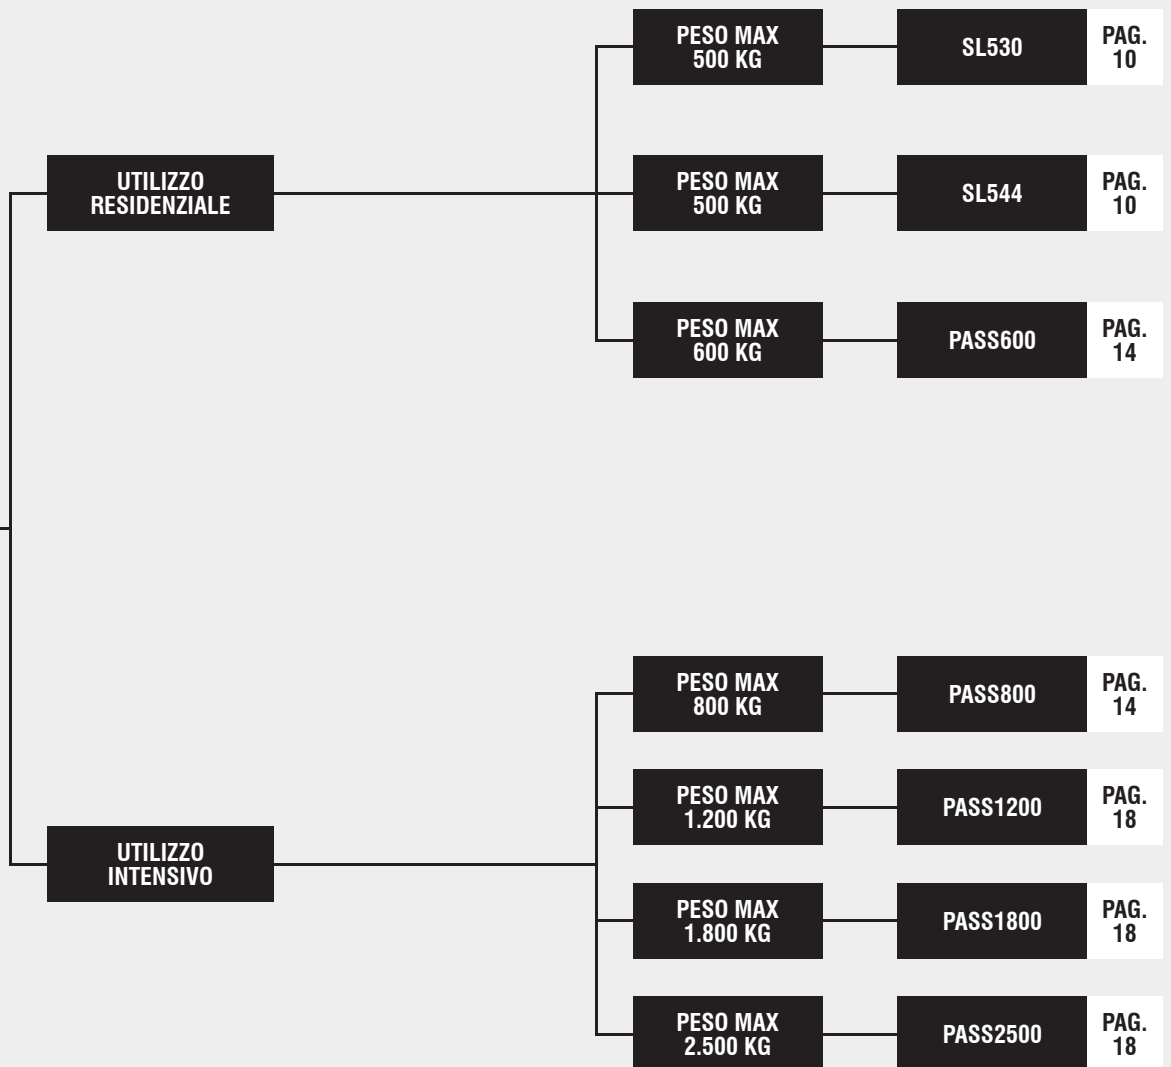 PESO MAX
500 KG
SL530
PAG.
10
UTILIZZO
RESIDENZIALE
PESO MAX
500 KG
SL544
PAG.
10
PESO MAX
600 KG
PASS600
PAG.
14
PESO MAX
800 KG
PASS800
PAG.
14
PESO MAX
1.200 KG
PASS1200
PAG.
18
UTILIZZO
INTENSIVO
PESO MAX
1.800 KG
PASS1800
PAG.
18
PESO MAX
2.500 KG
PASS2500
PAG.
18